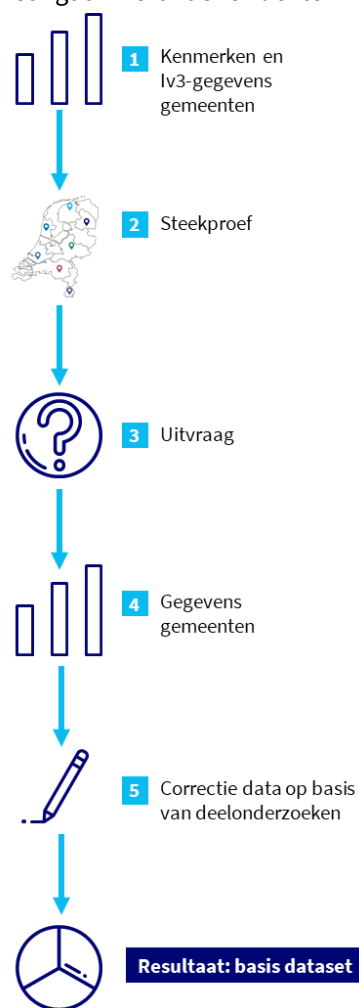 1 Kenmerken en
Iv3-gegevens
gemeenten
2 Steekproef
3 Uitvraag
4 Gegevens
gemeenten
5 Correctie data op basis
van deelonderzoeken
Resultaat: basis dataset